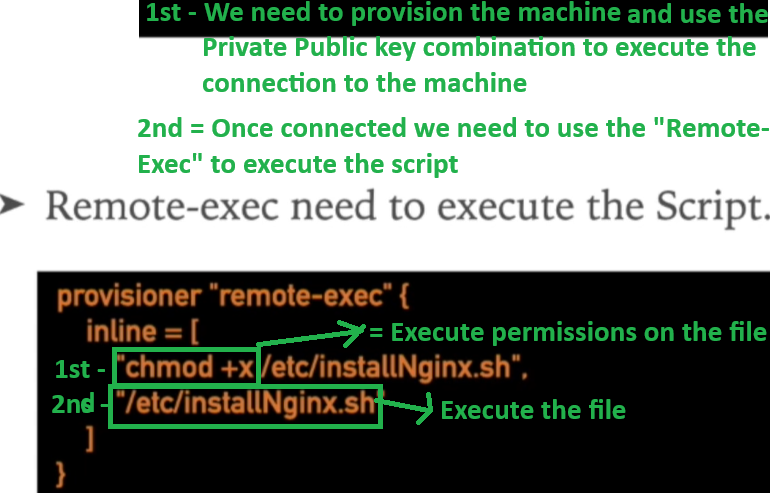 1st - We need to provision the machine and use the
Private Public key combination to execute the
connection to the machine
2nd = Once connected we need to use the "Remote-
Exec" to execute the script
➤ Remote-exec need to execute the Script.
provisioner "remote-exec" {
inline = [ = Execute permissions on the file
1st - "chmod +x /etc/installNginx.sh",
2nd - "/etc/installNginx.sh" Execute the file
]
}